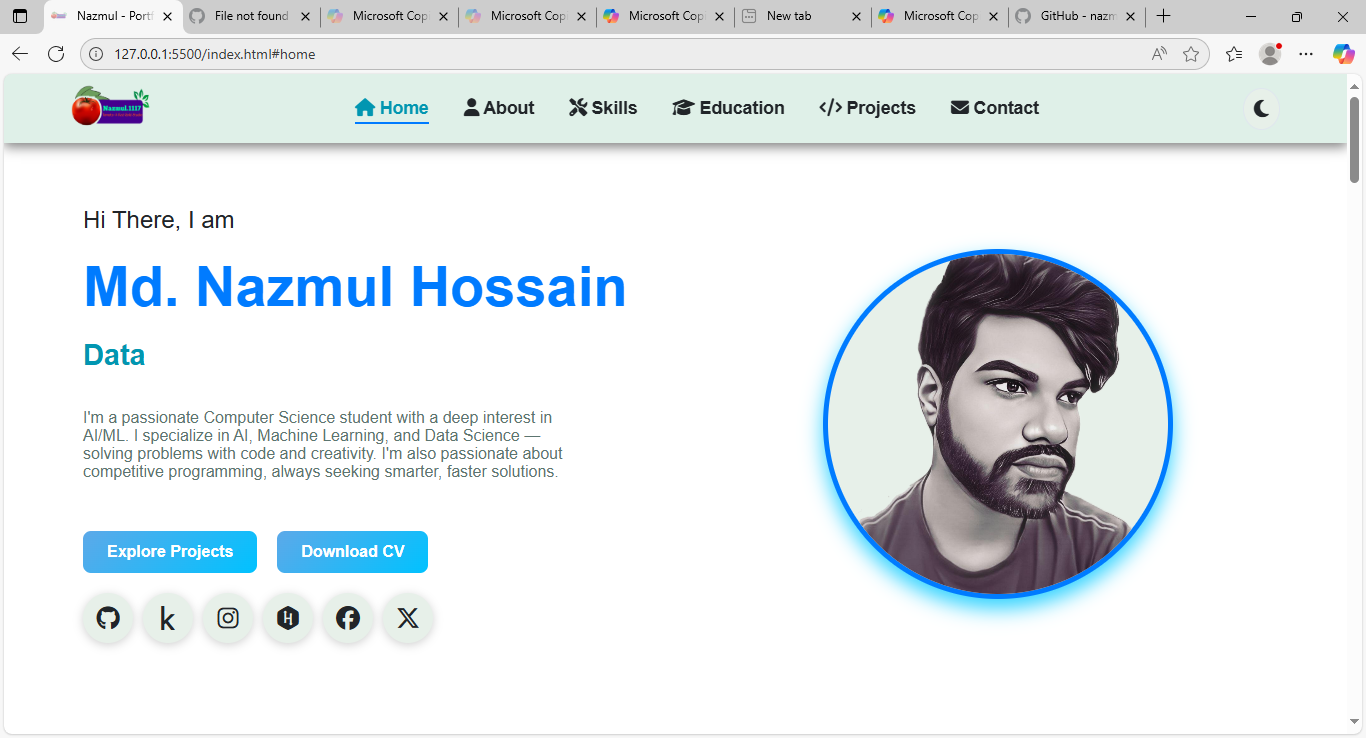 Nazmul - Portf
File not found
Microsoft Cop
Microsoft Cop
Microsoft Cop
New tab
Microsoft Cop
GitHub - nazm
127.0.0.1:5500/index.html#home
Nazmul.1117
Home
About
Skills
Education
Projects
Contact
Hi There, I am
Md. Nazmul Hossain
Data
I'm a passionate Computer Science student with a deep interest in
AI/ML. I specialize in AI, Machine Learning, and Data Science —
solving problems with code and creativity. I'm also passionate about
competitive programming, always seeking smarter, faster solutions.
Explore Projects
Download CV
k